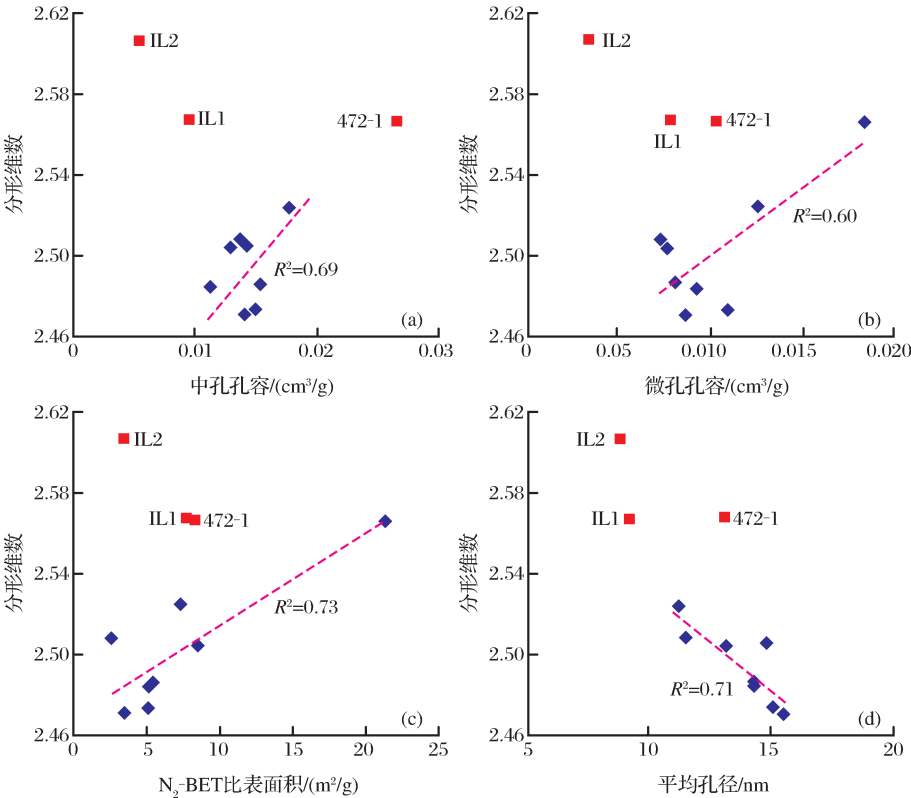 2.62
2.58
2.54
2.50
2.46
分形维数
IL2
IL1
472-1
R²=0.69
(a)
0
0.01
0.02
0.03
中孔孔容/(cm³/g)
2.62
2.58
2.54
2.50
2.46
分形维数
IL2
IL1
472-1
R²=0.60
(b)
0
0.05
0.010
0.015
0.020
微孔孔容/(cm³/g)
2.62
2.58
2.54
2.50
2.46
分形维数
IL2
IL1
472-1
R²=0.73
(c)
0
5
10
15
20
25
N₂-BET比表面积/(m²/g)
2.62
2.58
2.54
2.50
2.46
分形维数
IL2
IL1
472-1
R²=0.71
(d)
5
10
15
20
平均孔径/nm